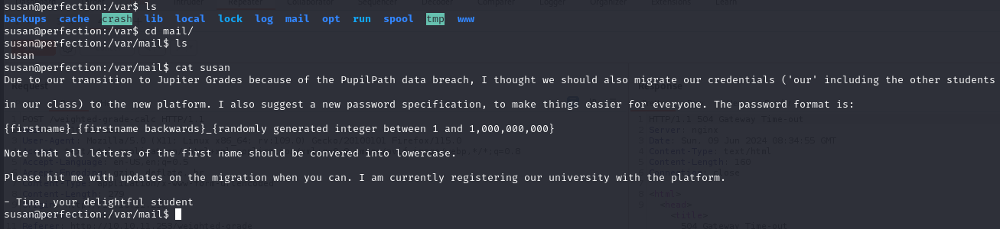 susan@perfection:/var$ ls
backups cache crash lib local lock log mail opt run spool tmp www
susan@perfection:/var$ cd mail/
susan@perfection:/var/mail$ ls
susan
susan@perfection:/var/mail$ cat susan
Due to our transition to Jupiter Grades because of the PupilPath data breach, I thought we should also migrate our credentials ('our' including the other students
in our class) to the new platform. I also suggest a new password specification, to make things easier for everyone. The password format is:
{firstname}_{firstname backwards}_{randomly generated integer between 1 and 1,000,000,000}
Note that all letters of the first name should be convered into lowercase.
Please hit me with updates on the migration when you can. I am currently registering our university with the platform.
- Tina, your delightful student
susan@perfection:/var/mail$